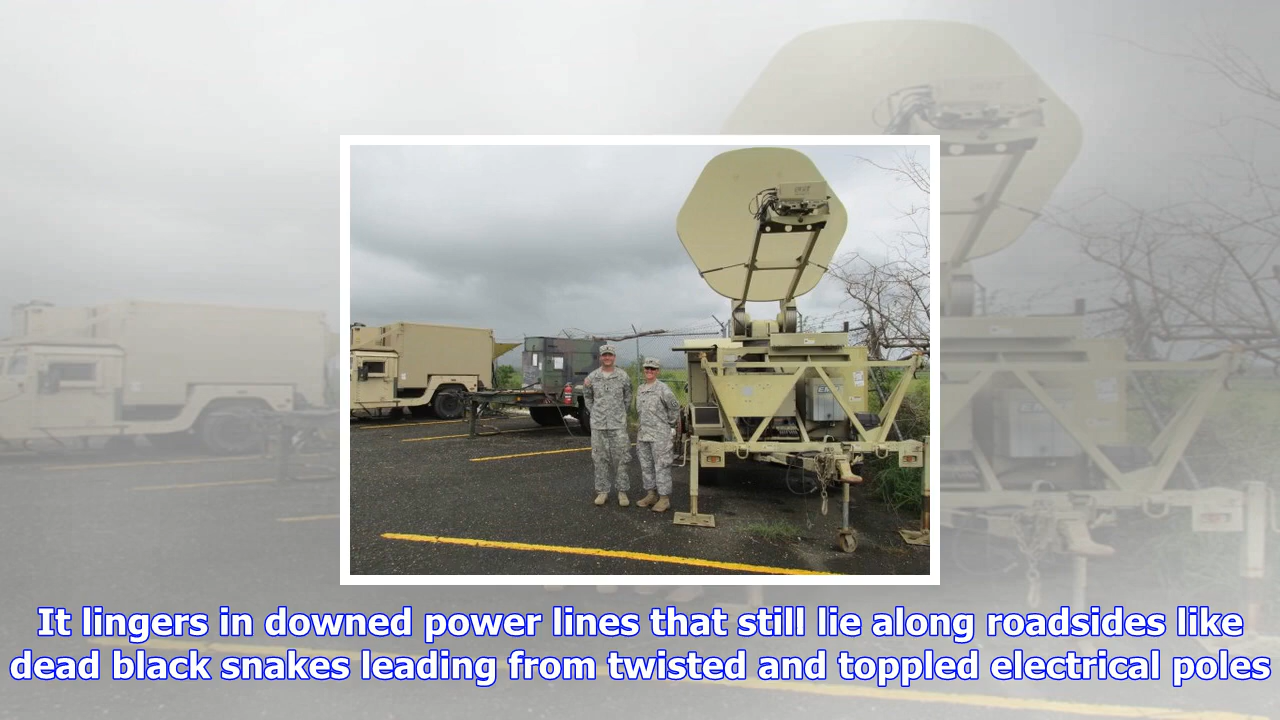 It lingers in downed power lines that still lie along roadsides like
dead black snakes leading from twisted and toppled electrical poles